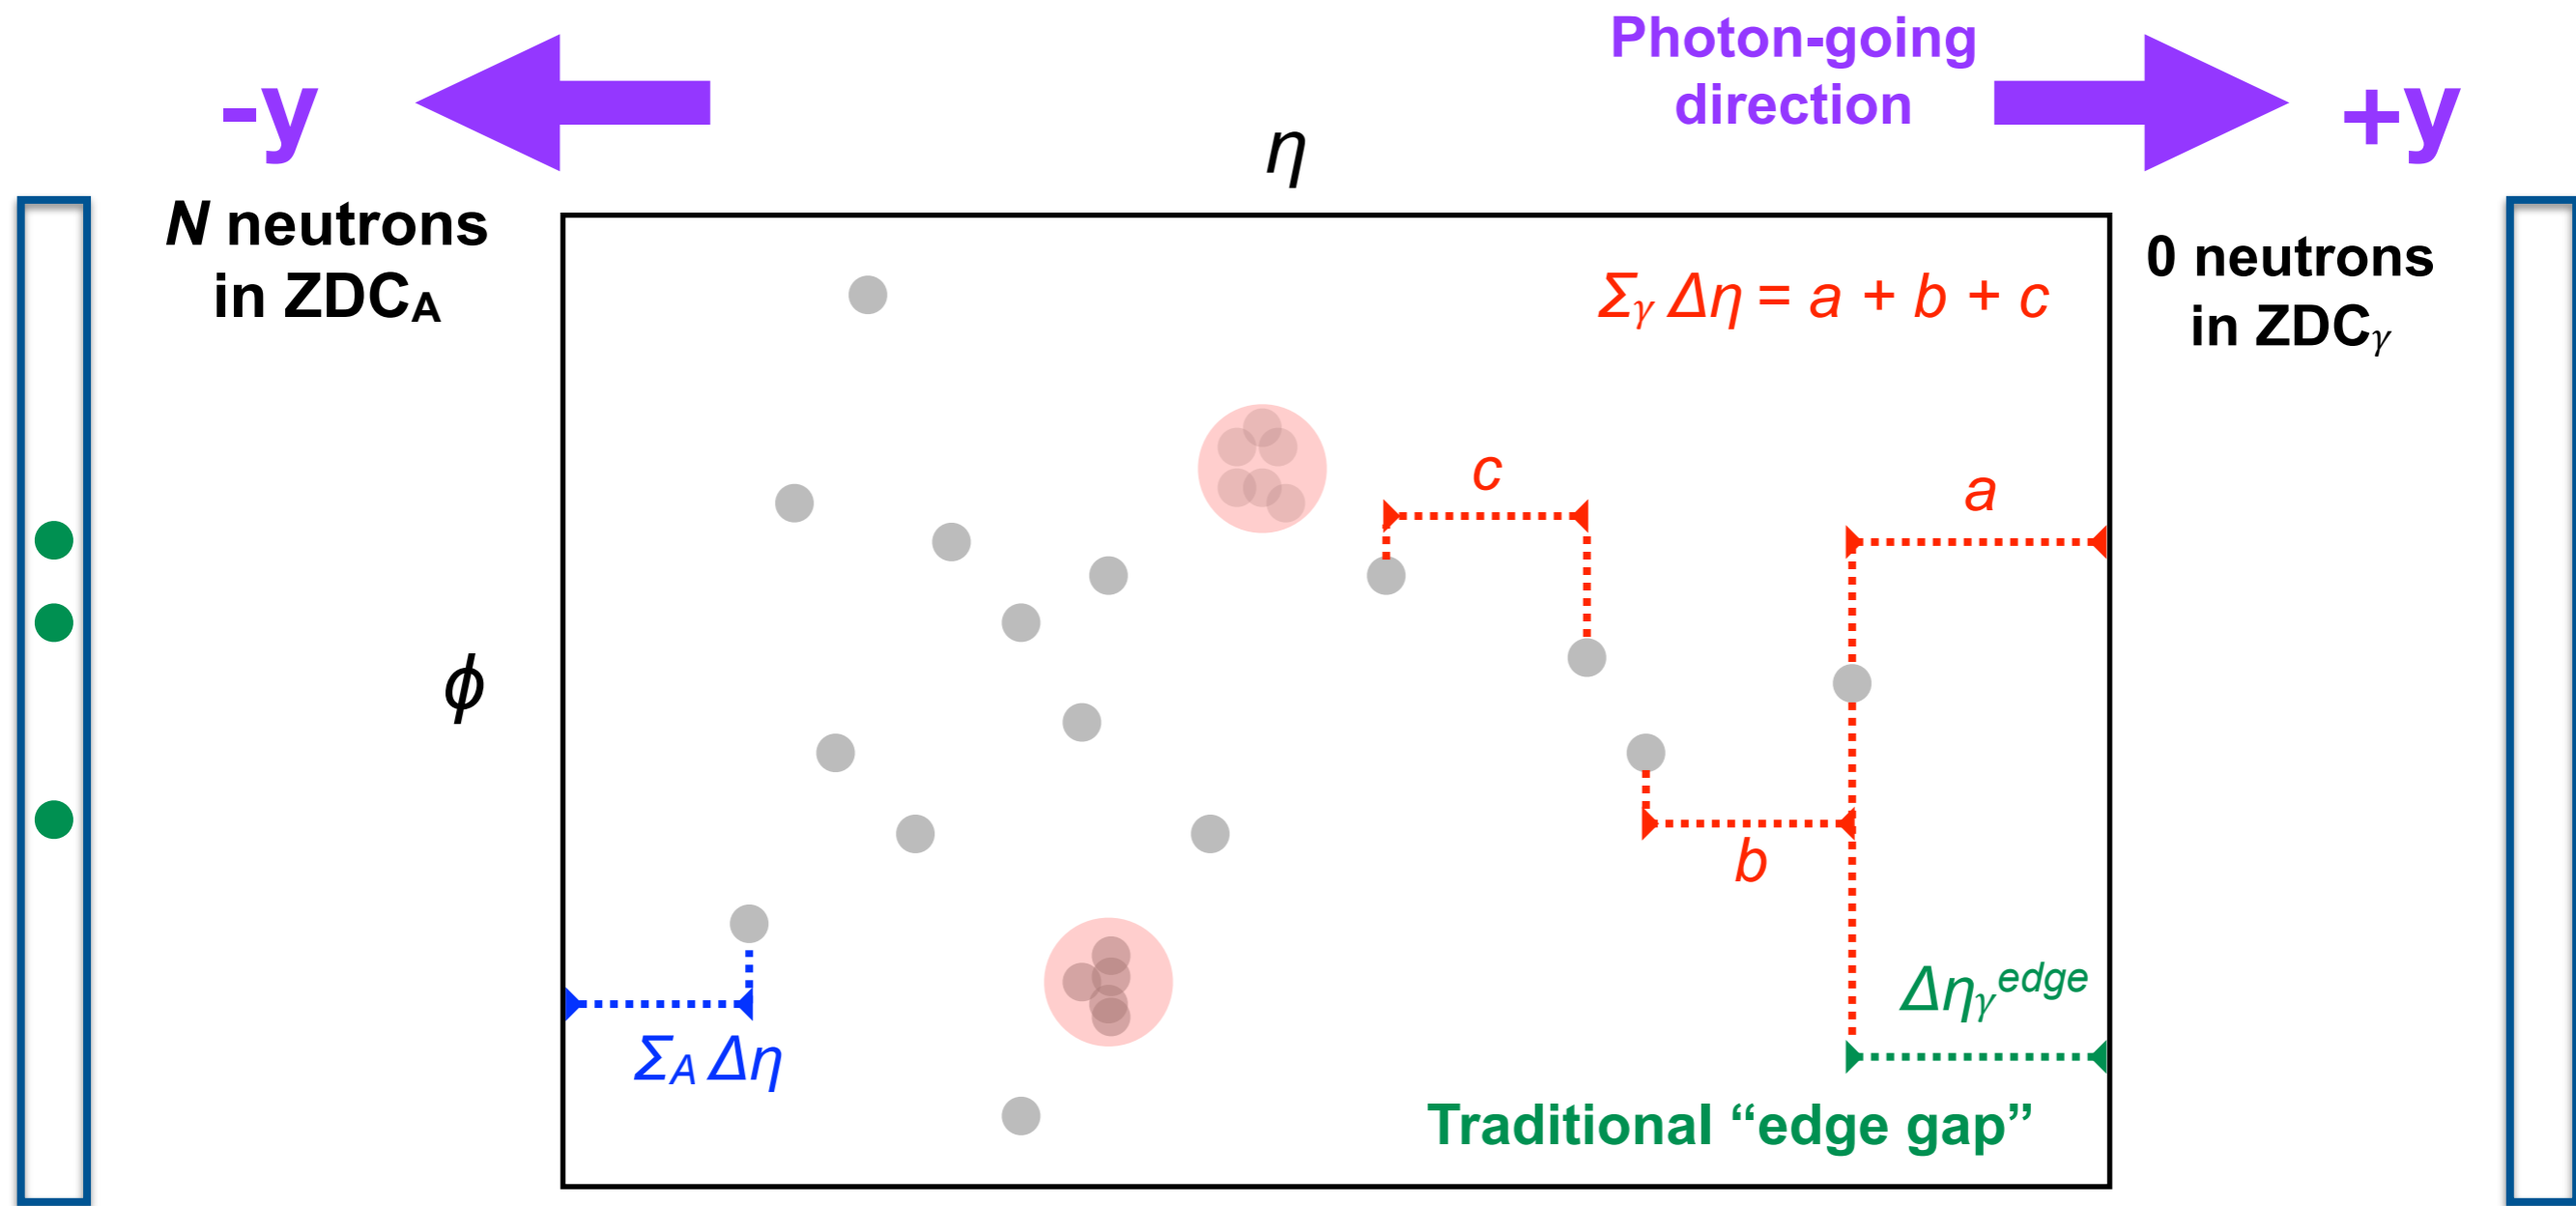 Photon-going
direction
-y
+y
η
N neutrons
in ZDCA
0 neutrons
in ZDCγ
Σγ Δη = a + b + c
c
a
ϕ
b
Δηγedge
ΣA Δη
Traditional “edge gap”